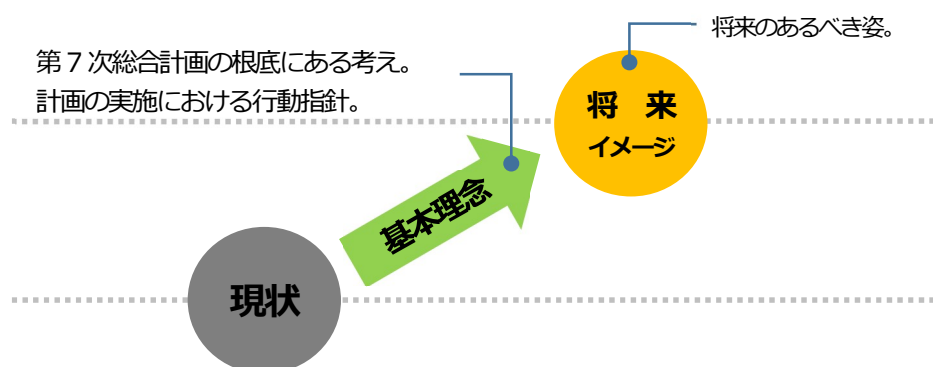 将来のあるべき姿。
第7次総合計画の根底にある考え。
計画の実施における行動指針。
将　来
イメージ
基本理念
現状